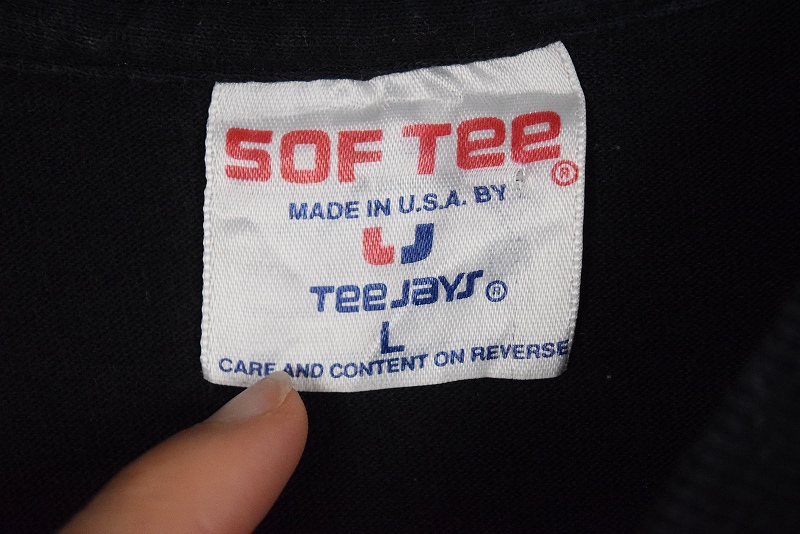 SOF Tee®
MADE IN U.S.A. BY
TeeJays®
L
CARE AND CONTENT ON REVERSE